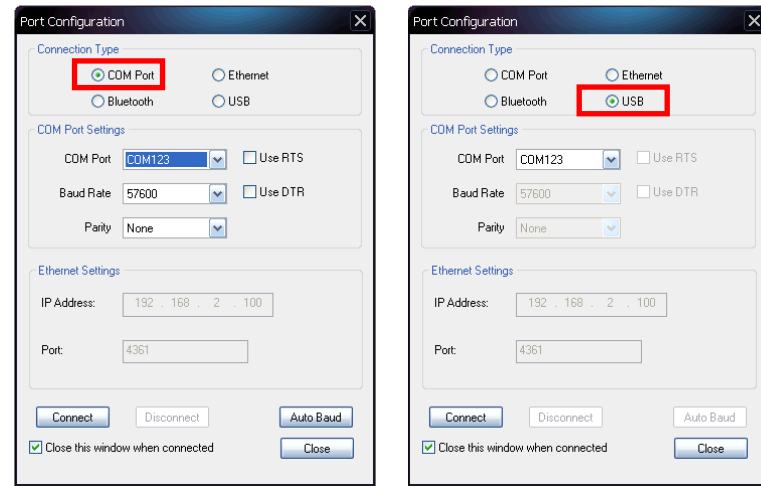 Port Configuration
Connection Type
COM Port Ethernet
Bluetooth USB
COM Port Settings
COM Port COM123 Use RTS
Baud Rate 57600 Use DTR
Parity None
Ethernet Settings
IP Address: 192 . 168 . 2 . 100
Port: 4361
Connect Disconnect Auto Baud
Close this window when connected Close
Port Configuration
Connection Type
COM Port Ethernet
Bluetooth USB
COM Port Settings
COM Port COM123 Use RTS
Baud Rate 57600 Use DTR
Parity None
Ethernet Settings
IP Address: 192 . 168 . 2 . 100
Port: 4361
Connect Disconnect Auto Baud
Close this window when connected Close